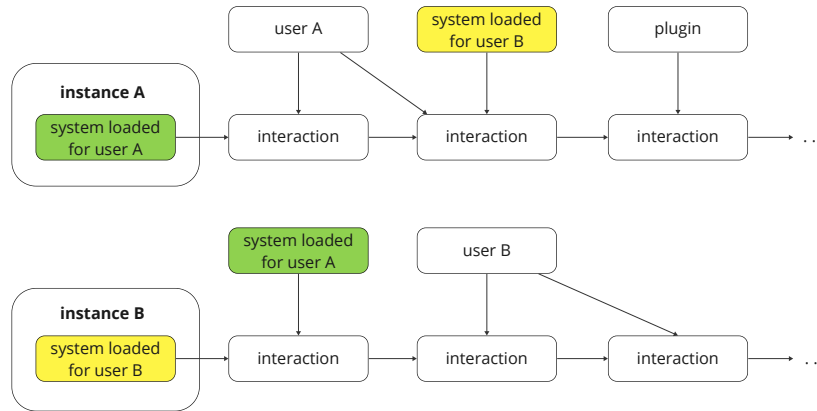 user A
system loaded
for user B
plugin
instance A
system loaded
for user A
interaction
interaction
interaction
. .
system loaded
for user A
user B
instance B
system loaded
for user B
interaction
interaction
interaction
. .